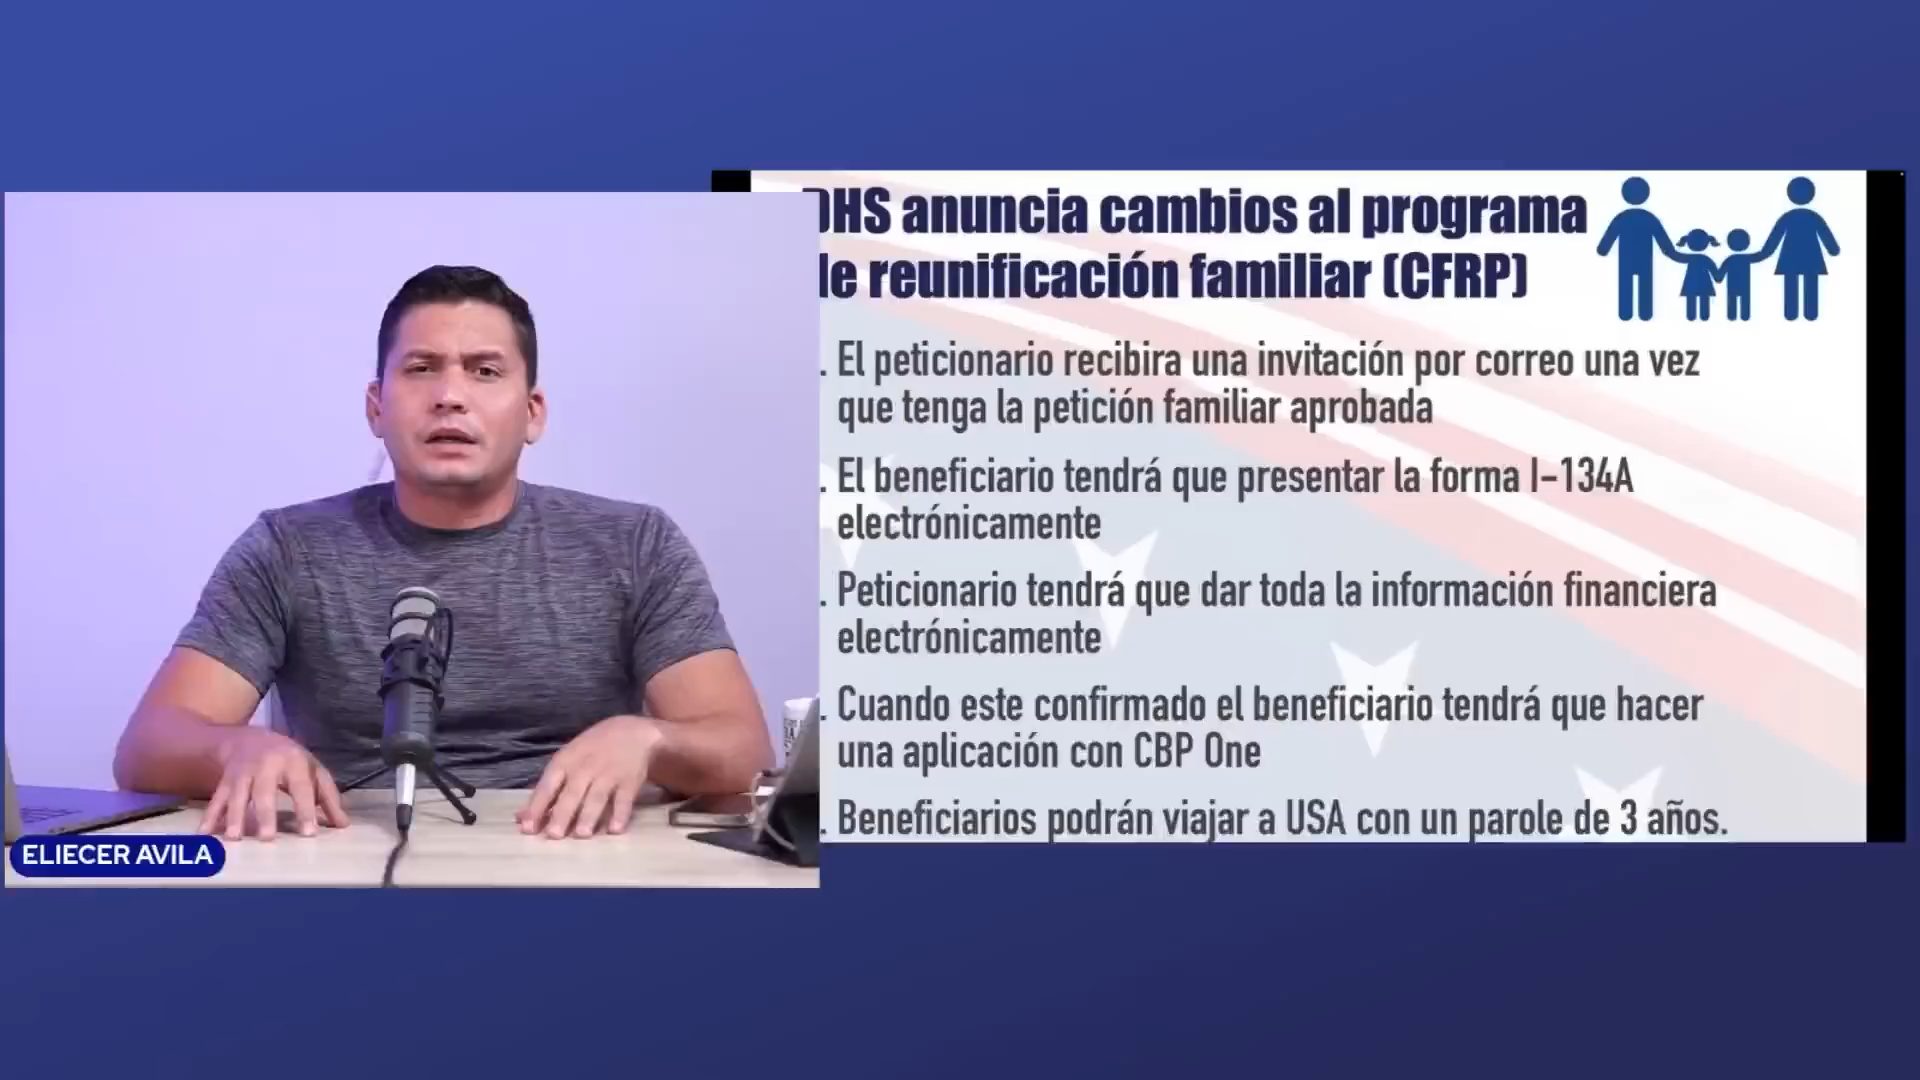 DHS anuncia cambios al programa
de reunificación familiar (CFRP)
. El peticionario recibira una invitación por correo una vez
que tenga la petición familiar aprobada
. El beneficiario tendrá que presentar la forma I-134A
electrónicamente
. Peticionario tendrá que dar toda la información financiera
electrónicamente
. Cuando este confirmado el beneficiario tendrá que hacer
una aplicación con CBP One
. Beneficiarios podrán viajar a USA con un parole de 3 años.
ELIECER AVILA